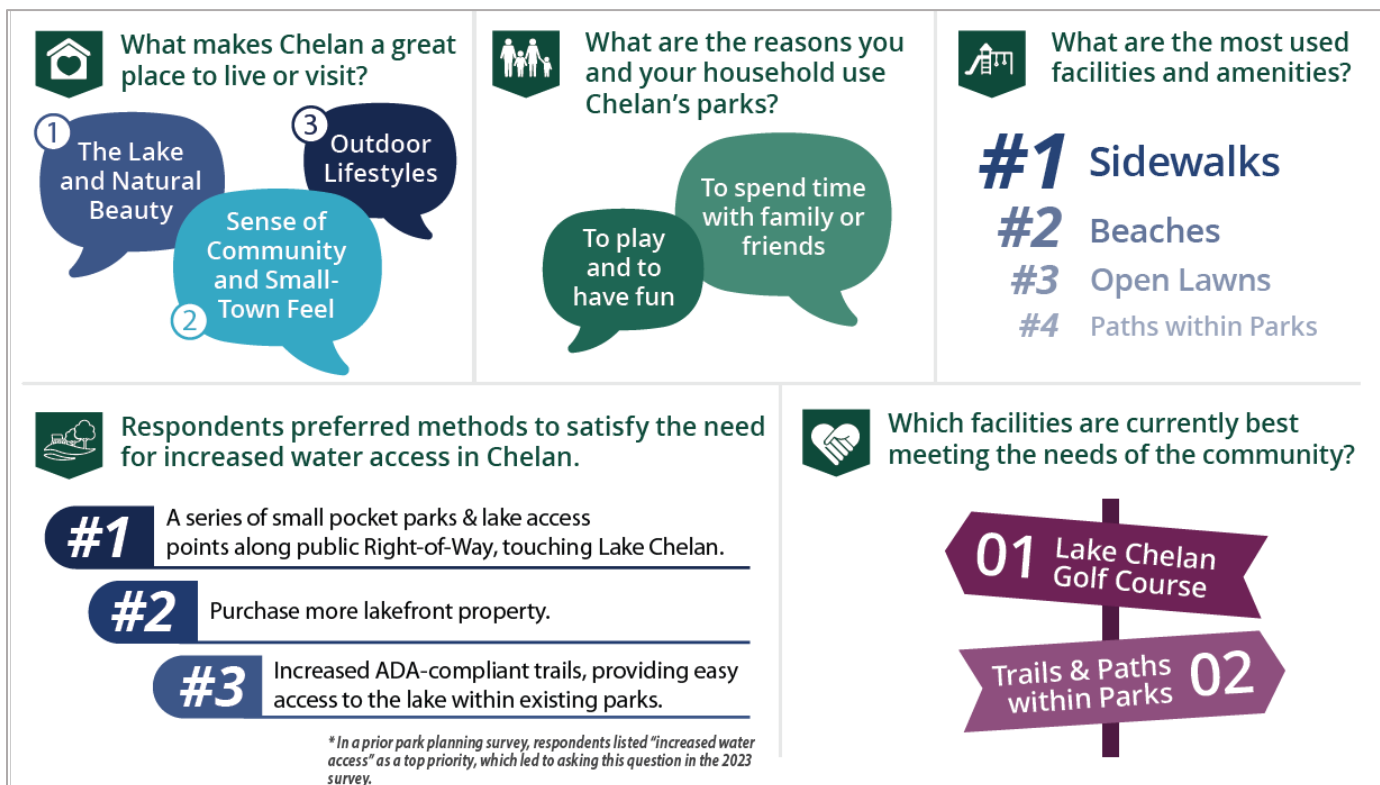 What makes Chelan a great
place to live or visit?
1
The Lake
and Natural
Beauty
2
Sense of
Community
and Small-
Town Feel
3
Outdoor
Lifestyles
What are the reasons you
and your household use
Chelan's parks?
To play
and to
have fun
To spend time
with family or
friends
What are the most used
facilities and amenities?
#1 Sidewalks
#2 Beaches
#3 Open Lawns
#4 Paths within Parks
Respondents preferred methods to satisfy the need
for increased water access in Chelan.
#1
A series of small pocket parks & lake access
points along public Right-of-Way, touching Lake Chelan.
#2
Purchase more lakefront property.
#3
Increased ADA-compliant trails, providing easy
access to the lake within existing parks.
* In a prior park planning survey, respondents listed "increased water
access" as a top priority, which led to asking this question in the 2023
survey.
Which facilities are currently best
meeting the needs of the community?
01
Lake Chelan
Golf Course
Trails & Paths
within Parks
02